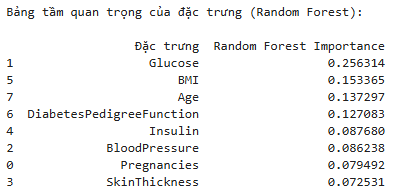 Bảng tầm quan trọng của đặc trưng (Random Forest):
Đặc trưng Random Forest Importance
1 Glucose 0.256314
5 BMI 0.153365
7 Age 0.137297
6 DiabetesPedigreeFunction 0.127083
4 Insulin 0.087680
2 BloodPressure 0.086238
0 Pregnancies 0.079492
3 SkinThickness 0.072531